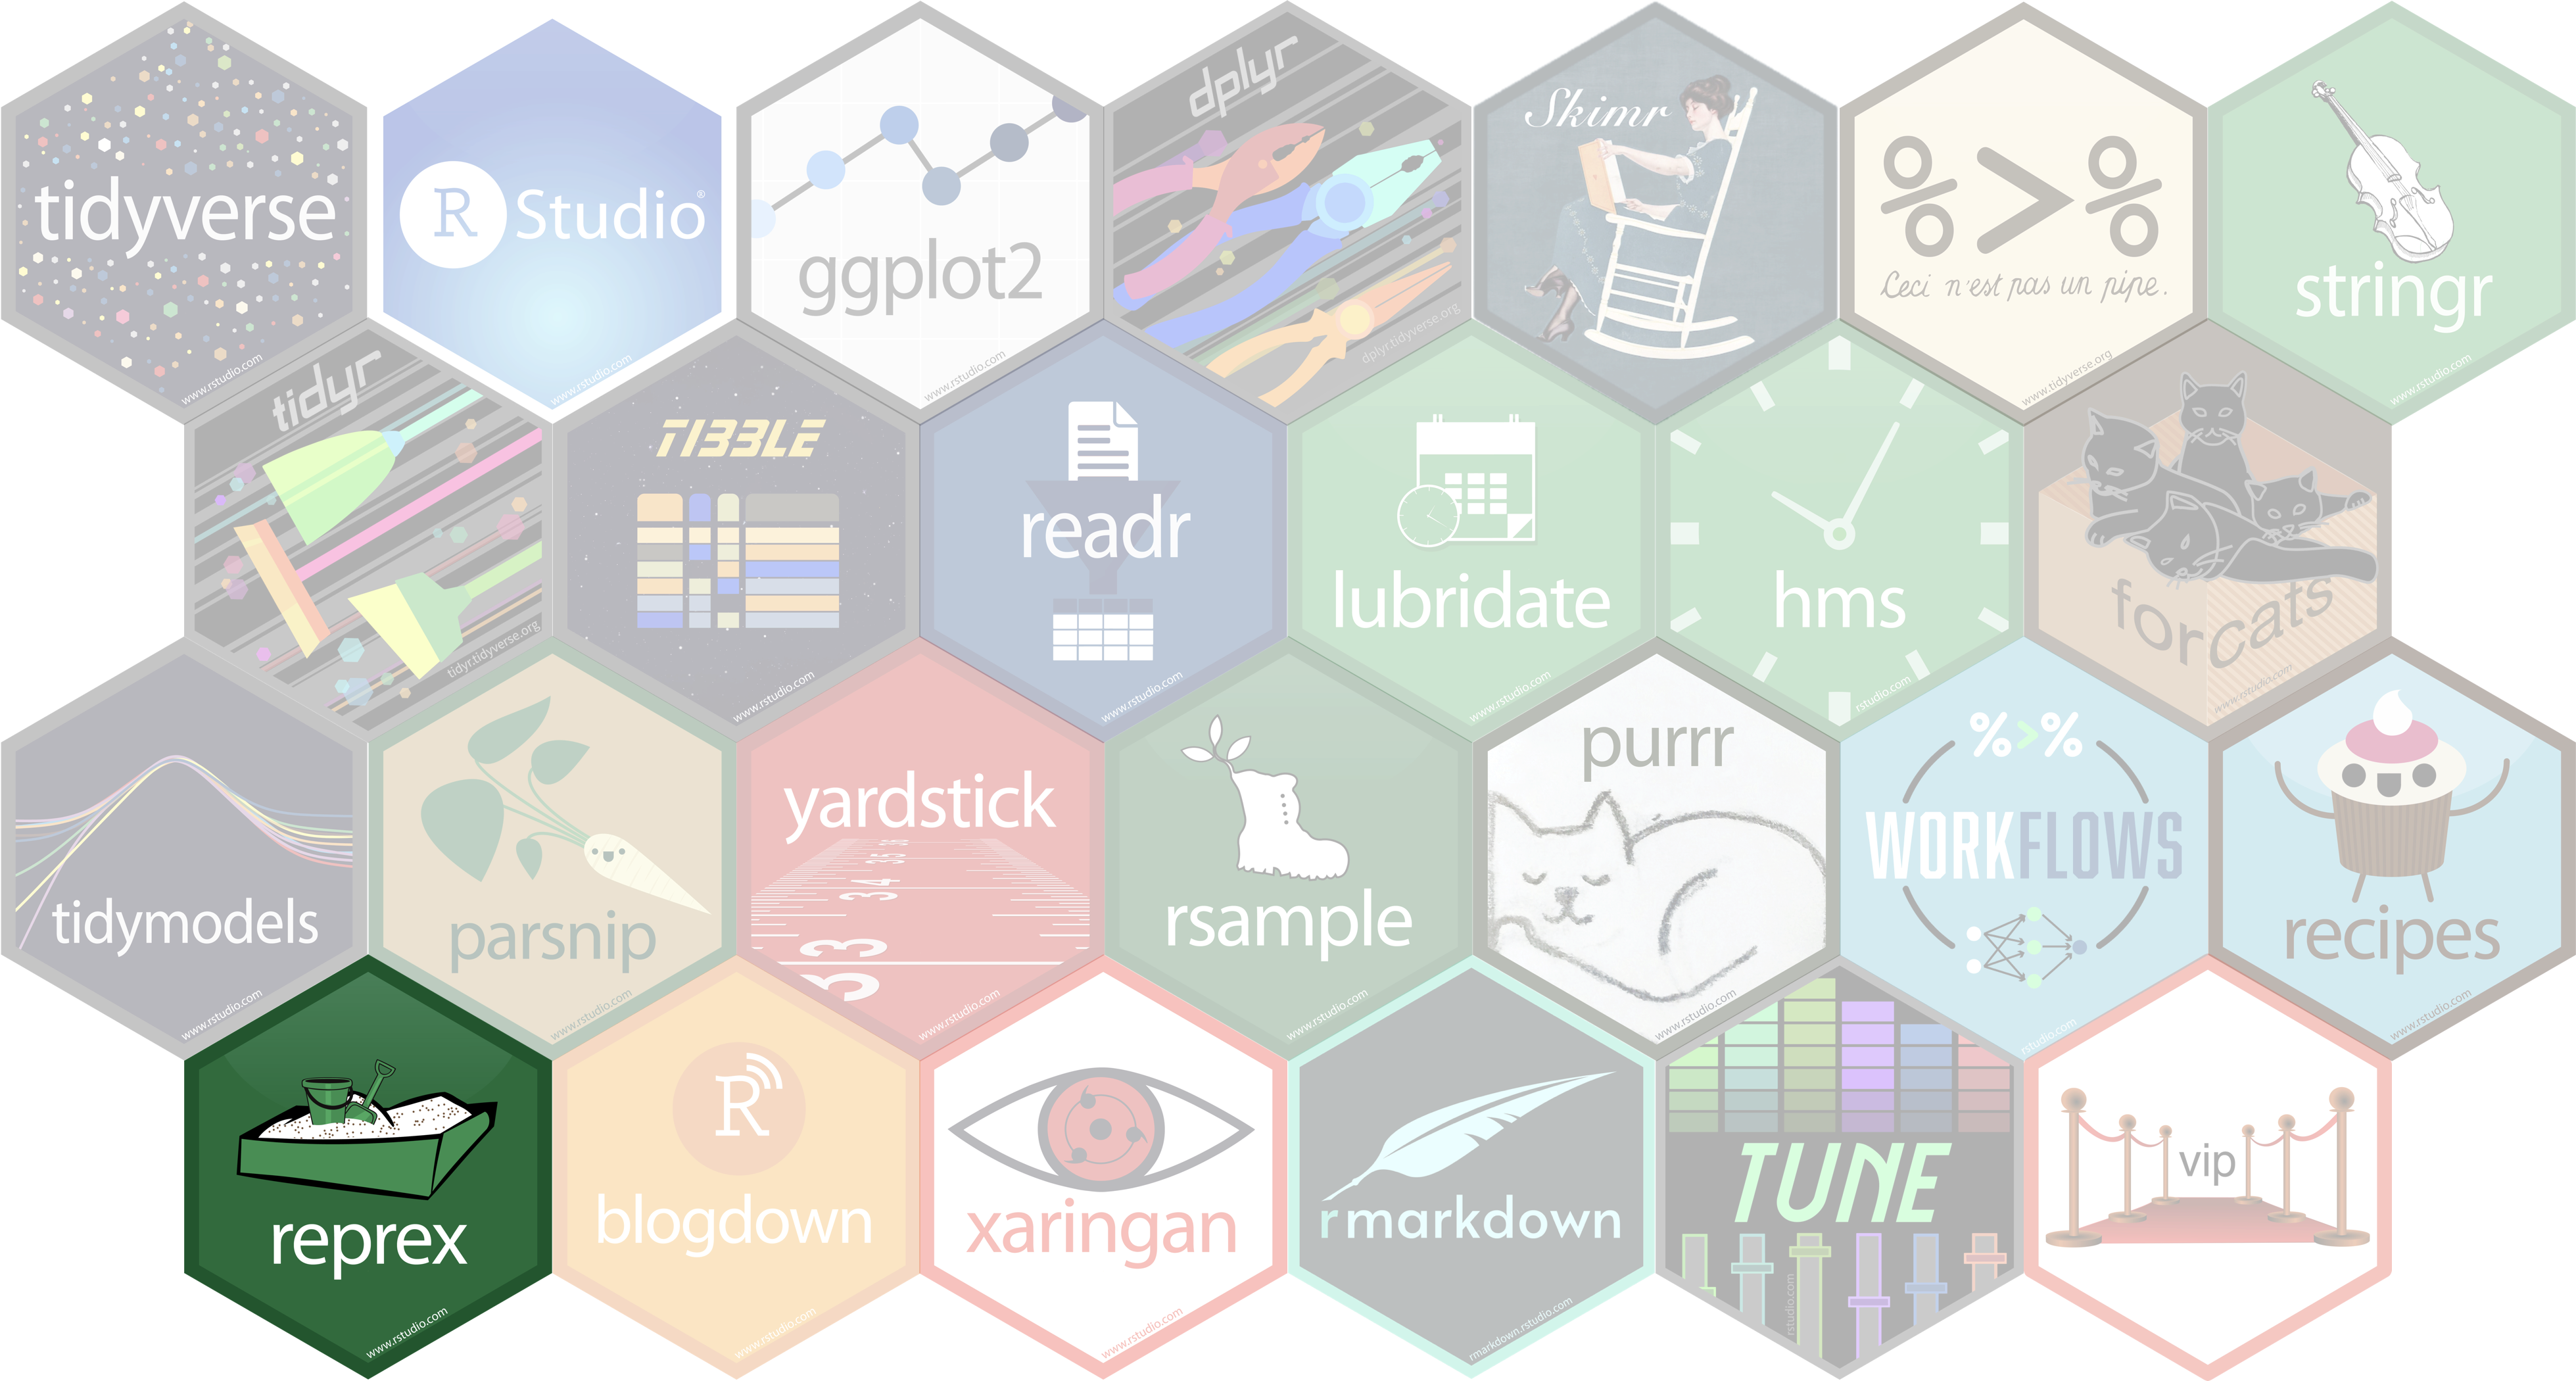 tidyverse
www.rstudio.com
R Studio®
www.rstudio.com
ggplot2
www.rstudio.com
dplyr
dplyr.tidyverse.org
Skimr
%>%
Ceci n'est pas un pipe.
www.tidyverse.org
stringr
www.rstudio.com
tidyr
tidyr.tidyverse.org
TIBBLE
www.rstudio.com
readr
www.rstudio.com
lubridate
www.rstudio.com
hms
rstudio.com
forcats
www.rstudio.com
tidymodels
www.rstudio.com
parsnip
www.rstudio.com
yardstick
33
www.rstudio.com
rsample
www.rstudio.com
purrr
www.rstudio.com
%>%
WORKFLOWS
rstudio.com
recipes
www.rstudio.com
reprex
www.rstudio.com
R
blogdown
www.rstudio.com
xaringan
www.rstudio.com
rmarkdown
rmarkdown.rstudio.com
TUNE
rstudio.com
vip